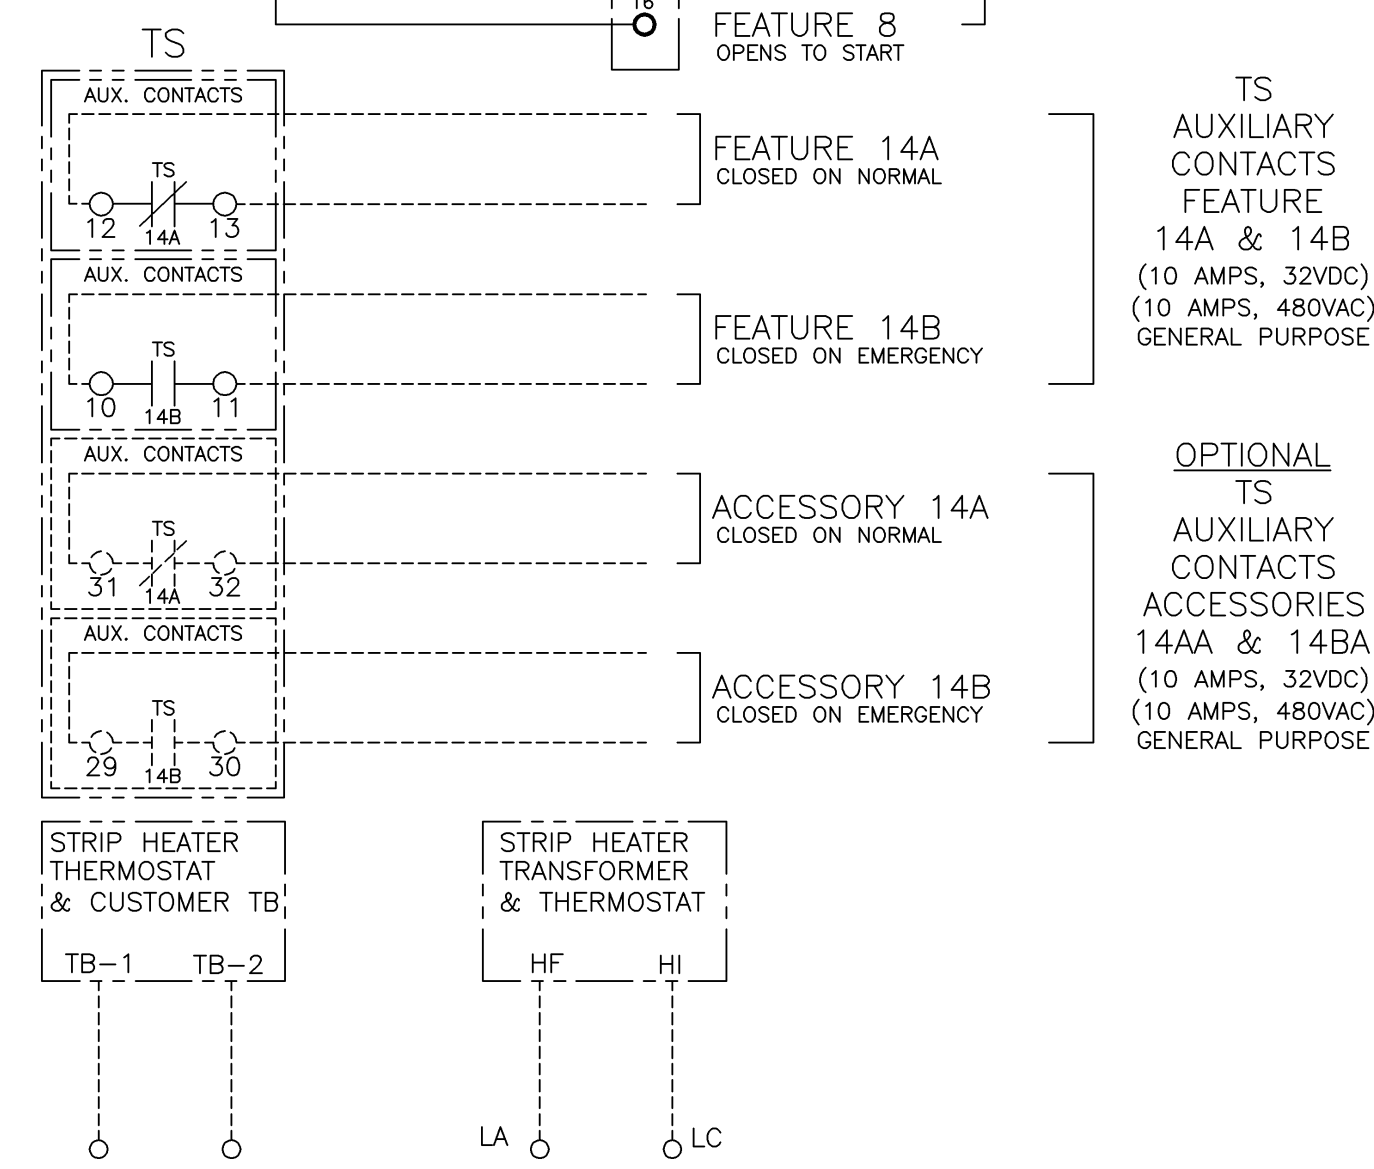 FEATURE 8
OPENS TO START
TS
AUX. CONTACTS
TS
12
14A
13
FEATURE 14A
CLOSED ON NORMAL
AUX. CONTACTS
TS
10
14B
11
FEATURE 14B
CLOSED ON EMERGENCY
TS
AUXILIARY
CONTACTS
FEATURE
14A & 14B
(10 AMPS, 32VDC)
(10 AMPS, 480VAC)
GENERAL PURPOSE
AUX. CONTACTS
TS
31
14A
32
ACCESSORY 14A
CLOSED ON NORMAL
AUX. CONTACTS
TS
29
14B
30
ACCESSORY 14B
CLOSED ON EMERGENCY
OPTIONAL
TS
AUXILIARY
CONTACTS
ACCESSORIES
14AA & 14BA
(10 AMPS, 32VDC)
(10 AMPS, 480VAC)
GENERAL PURPOSE
STRIP HEATER
THERMOSTAT
& CUSTOMER TB
TB-1
TB-2
STRIP HEATER
TRANSFORMER
& THERMOSTAT
HF
HI
LA
LC